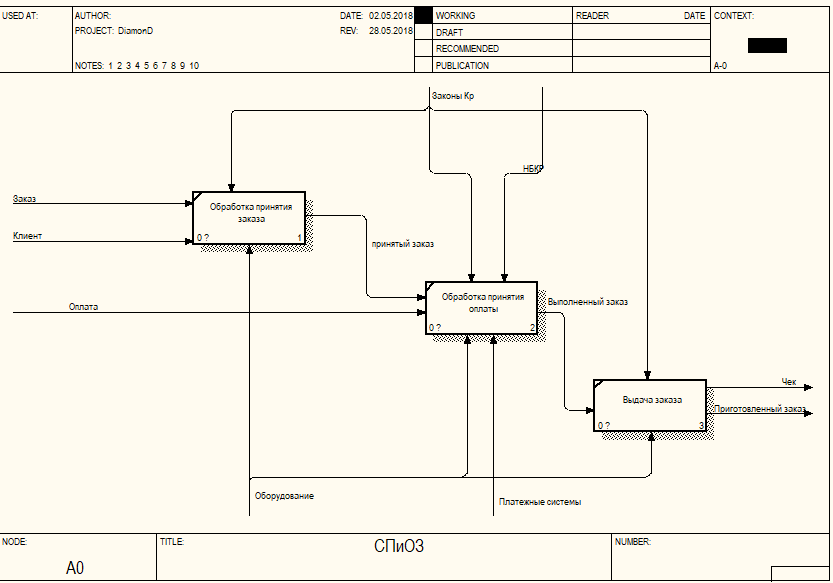 USED AT:
AUTHOR:
DATE: 02.05.2018
WORKING
READER
DATE
CONTEXT:
PROJECT: DiamonD
REV: 28.05.2018
DRAFT
RECOMMENDED
NOTES: 1 2 3 4 5 6 7 8 9 10
PUBLICATION
A-0
Законы Кр
НБКР
Заказ
Клиент
Обработка принятия
заказа
0 ?
1
принятый заказ
Оплата
Обработка принятия
оплаты
0 ?
2
Выполненный заказ
Выдача заказа
0 ?
3
Чек
Приготовленный заказ
Оборудование
Платежные системы
NODE:
A0
TITLE:
СПиОЗ
NUMBER: